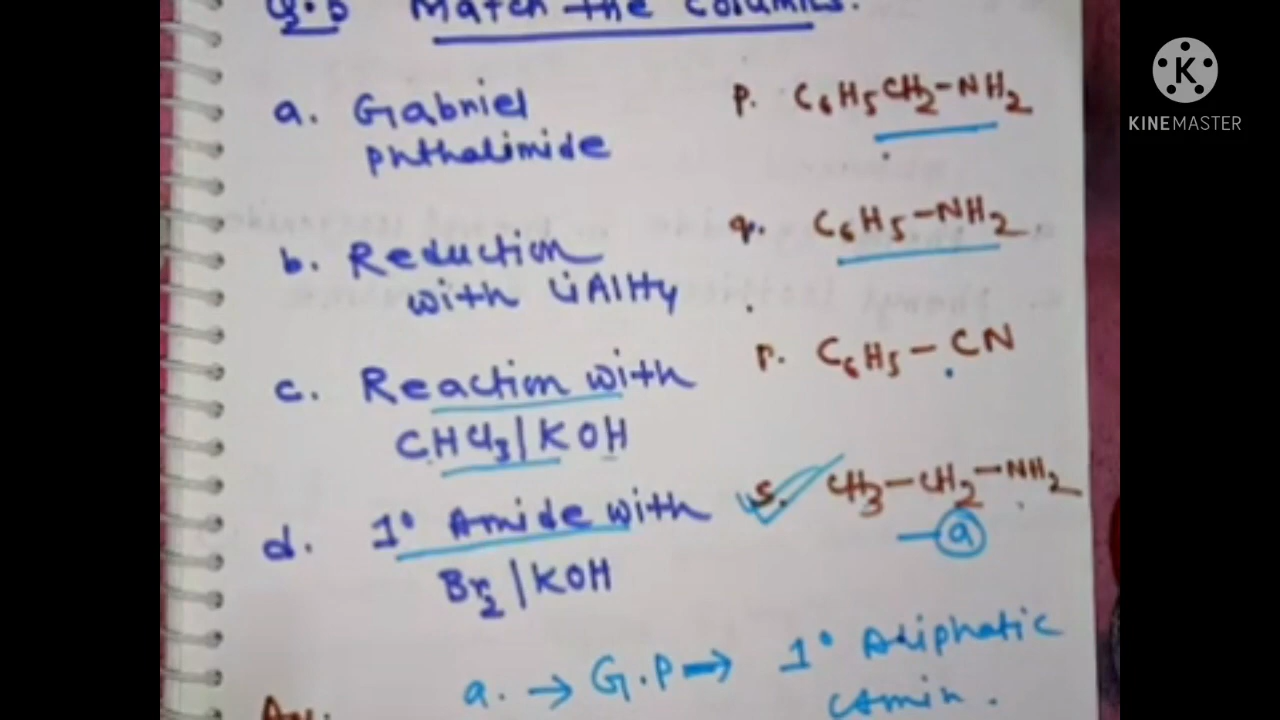 Match the Columns.
a. Gabriel
phthalimide
p. C6H5CH2-NH2
b. Reduction
with LiAlH4
q. C6H5-NH2
c. Reaction with
CHCl3/KOH
r. C6H5-CN
d. 1° Amide with
Br2/KOH
s. CH3-CH2-NH2
-a
a. → G.P → 1° Aliphatic
Amin.
K
KINEMASTER